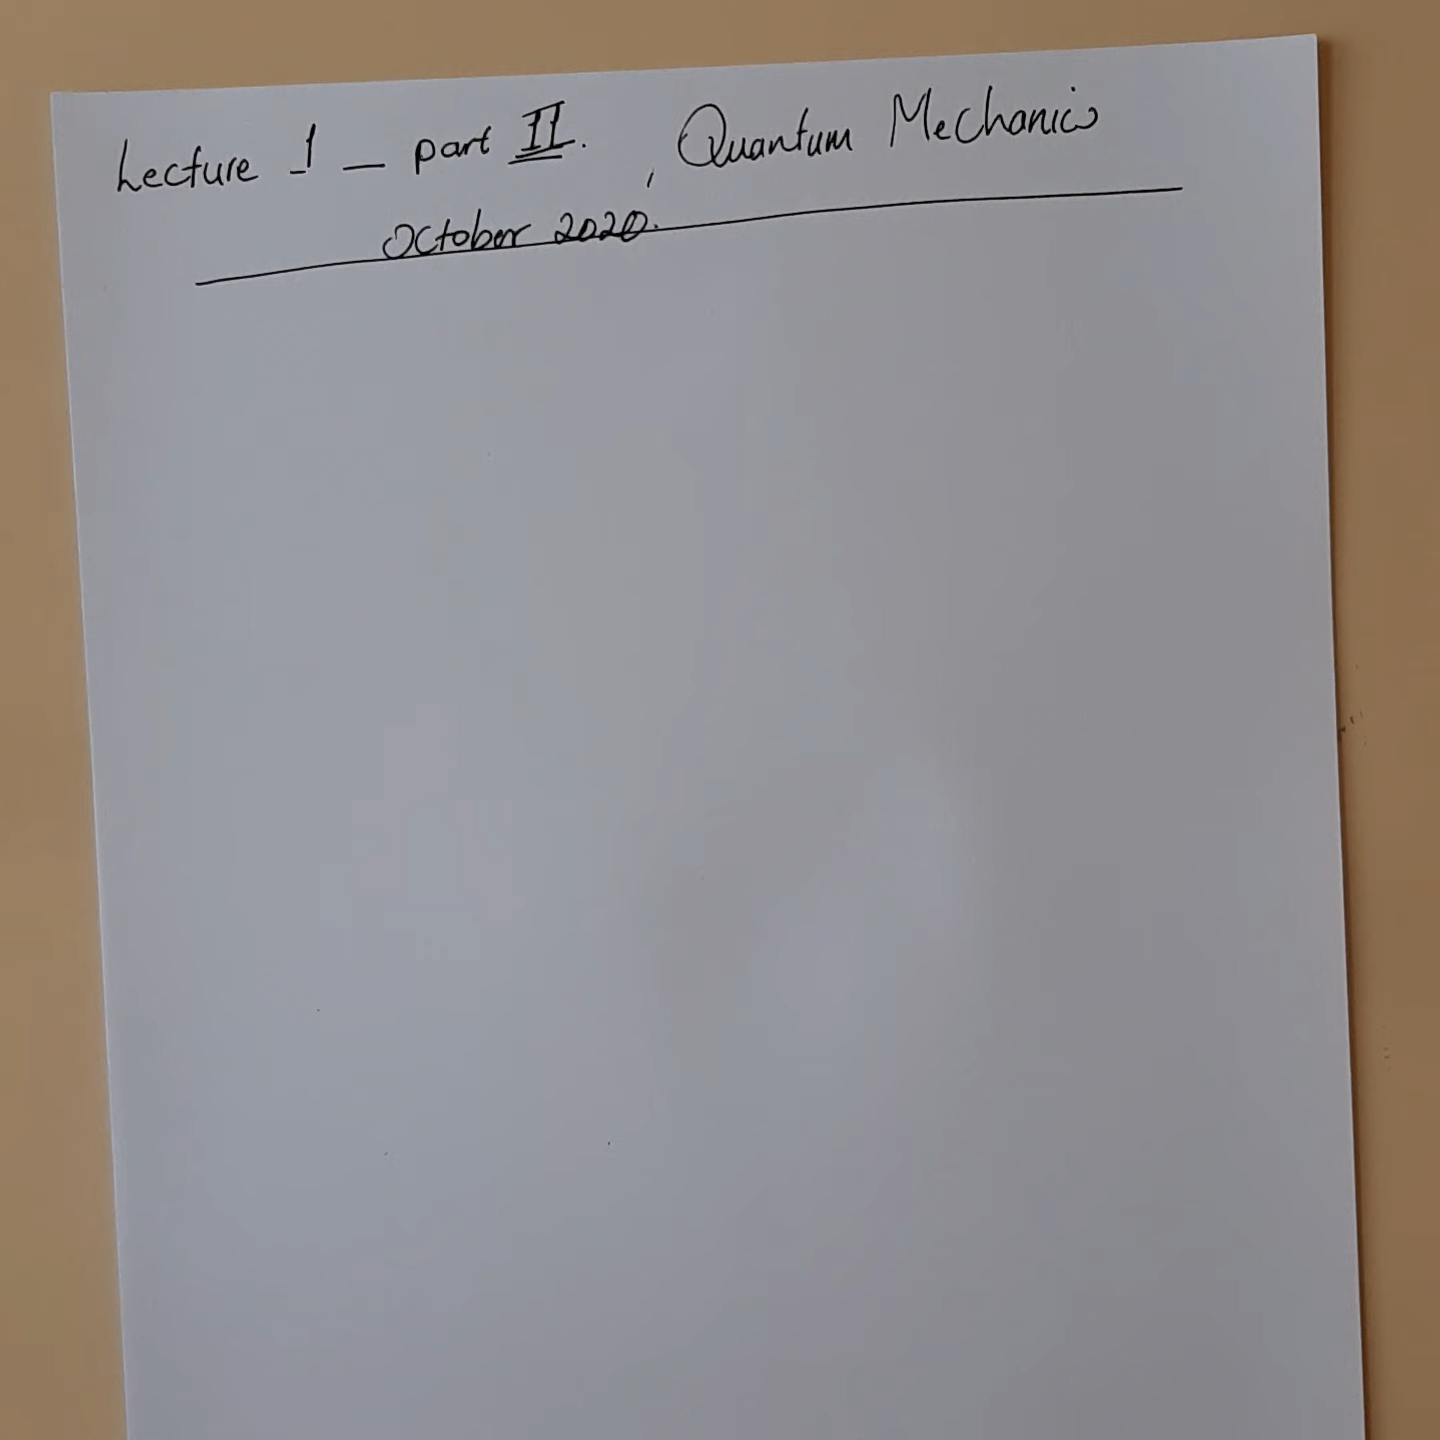 Lecture 1 - part II. , Quantum Mechanics
October 2020.